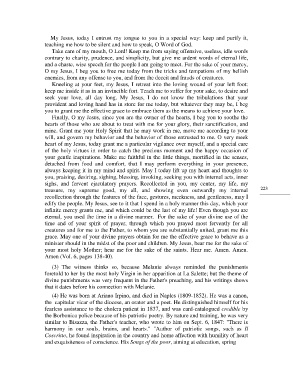 My Jesus, today I entrust my tongue to you in a special way: keep and purify it,
teaching me how to be silent and how to speak, O Word of God.
Take care of my mouth, O Lord! Keep me from saying offensive, useless, idle words
contrary to charity, prudence, and simplicity, but give me ardent words of eternal life,
and a chaste, wise speech for the people I am going to meet. For the sake of your mercy,
O my Jesus, I beg you to free me today from the tricks and temptations of my hellish
enemies, from any offense to you, and from the deceit and frauds of creatures.
Kneeling at your feet, my Jesus, I entreat into the loving wound of your left foot:
keep me inside it as in an invincible fort. Teach me to suffer for your sake, to desire and
seek your love, all day long. My Jesus, I do not know the tribulations that your
provident and loving hand has in store for me today, but whatever they may be, I beg
you to grant me the effective grace to embrace them as the means to achieve your love.
Finally, O my Jesus, since you are the owner of the hearts, I beg you to soothe the
hearts of those who are about to treat with me for your glory, their sanctification, and
mine. Grant me your Holy Spirit that he may work in me, move me according to your
will, and govern my behavior and the behavior of those entrusted to me. O very meek
heart of my Jesus, today grant me a particular vigilance over myself, and a special care
of the holy virtues in order to catch the precious moment and the happy occasion of
your gentle inspirations. Make me faithful in the little things, mortified in the senses,
detached from food and comfort, that I may perform everything in your presence,
always keeping it in my mind and spirit. May I today lift up my heart and thoughts to
you, praising, desiring, sighing, blessing, invoking, seeking you with internal acts, inner
sighs, and fervent ejaculatory prayers. Recollected in you, my center, my life, my
treasure, my supreme good, my all, and showing even outwardly my internal
recollection through the features of the face, gestures, neckness, and gentleness, may I
edify the people. My Jesus, see to it that I spend in a holy manner this day, which your
infinite mercy grants me, and which could be the last of my life! Even though you are
eternal, you used the time in a divine manner. For the sake of your divine use of the
time and of your spirit of prayer, through which you prayed most fervently for all
creatures and for me to the Father, to whom you are substantially united, grant me this
grace. May one of your divine prayers obtain for me the effective grace to behave as a
minister should in the midst of the poor and children. My Jesus, hear me for the sake of
your most holy Mother; hear me for the sake of the saints. Hear me. Amen. Amen.
Amen (Vol. 6, pages 138-40).
(3) The witness thinks so, because Melanie always reminded the punishments
foretold to her by the most holy Virgin in her apparition at La Salette; but the theme of
divine punishments was very frequent in the Father's preaching, and his writings shows
that it dates before his connection with Melanie.
(4) He was born at Ariano Irpino, and died in Naples (1809-1852). He was a canon,
the capitular vicar of the diocese, an orator and a poet. He distinguished himself for his
fearless assistance to the cholera patient in 1837, and was card-catalogued credible by
the Borbonica police because of his patriotic poetry. By nature and training, he was very
similar to Bisazza, the Father's teacher, who wrote to him on Sept. 6, 1847: "There is
harmony in our souls, brains, and hearts." "Author of patriotic songs, such as Il
Convitto, he found inspiration in the country and home affection with humility of heart
and exquisiteness of conscience. His Songs of the poor, aiming at education, spring
223